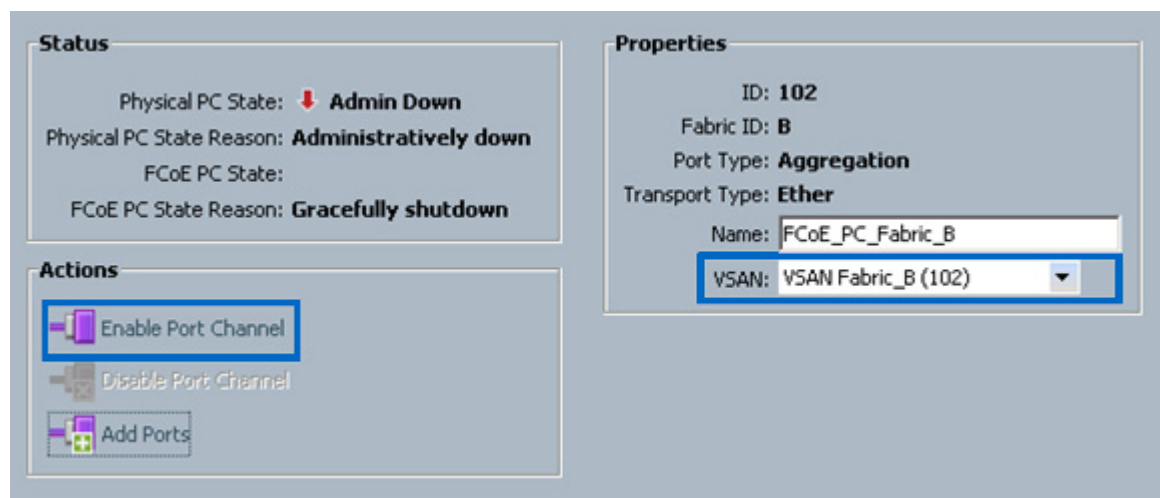 Status
Physical PC State: Admin Down
Physical PC State Reason: Administratively down
FCoE PC State:
FCoE PC State Reason: Gracefully shutdown
Actions
Enable Port Channel
Disable Port Channel
Add Ports
Properties
ID: 102
Fabric ID: B
Port Type: Aggregation
Transport Type: Ether
Name: FCoE_PC_Fabric_B
VSAN: VSAN Fabric_B (102)